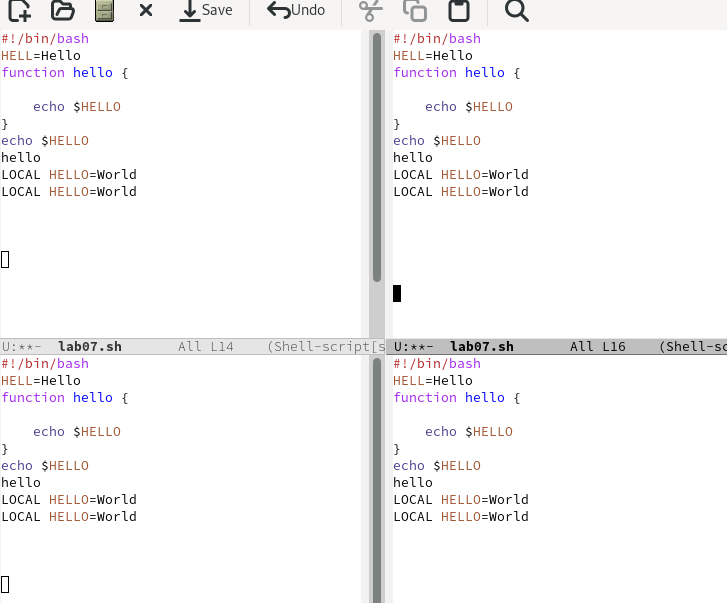 Save Undo
#!/bin/bash
HELL=Hello
function hello {
    echo $HELLO
}
echo $HELLO
hello
LOCAL HELLO=World
LOCAL HELLO=World
U:**-  lab07.sh       All L14    (Shell-script[s
#!/bin/bash
HELL=Hello
function hello {
    echo $HELLO
}
echo $HELLO
hello
LOCAL HELLO=World
LOCAL HELLO=World
U:**-  lab07.sh       All L16    (Shell-sc
#!/bin/bash
HELL=Hello
function hello {
    echo $HELLO
}
echo $HELLO
hello
LOCAL HELLO=World
LOCAL HELLO=World
#!/bin/bash
HELL=Hello
function hello {
    echo $HELLO
}
echo $HELLO
hello
LOCAL HELLO=World
LOCAL HELLO=World